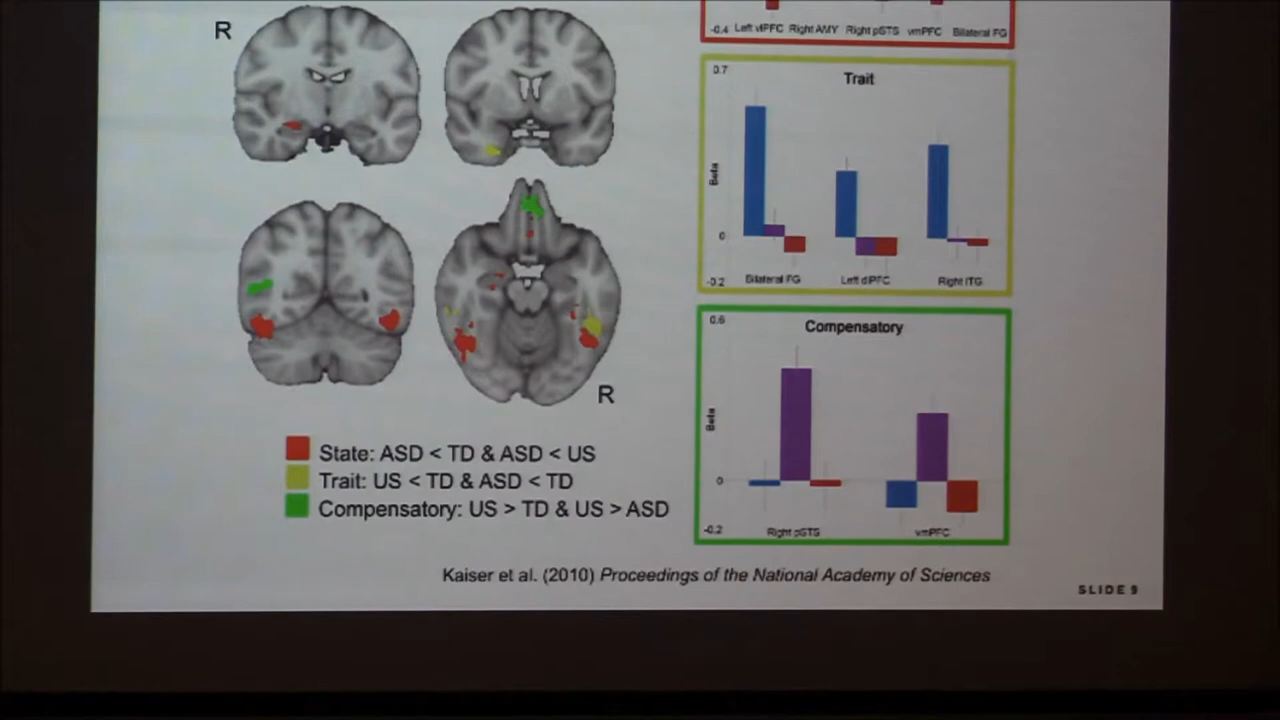 R
-0.4 Left vlPFC Right AMY Right pSTS vmPFC Bilateral FG
0.7
Trait
Beta
0
-0.2
Bilateral FG Left dlPFC Right ITG
0.6
Compensatory
Beta
0
-0.2
Right pSTS vmPFC
R
State: ASD < TD & ASD < US
Trait: US < TD & ASD < TD
Compensatory: US > TD & US > ASD
Kaiser et al. (2010) Proceedings of the National Academy of Sciences
SLIDE 9